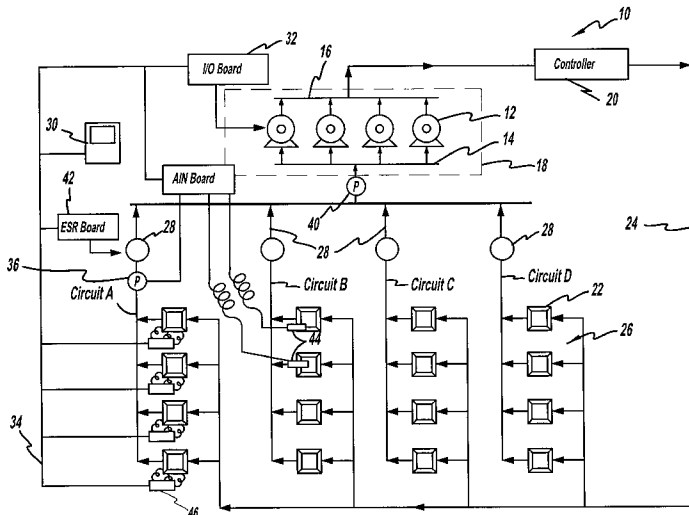 10
32
I/O Board
16
Controller
20
12
30
14
18
AIN Board
42
P
40
ESR Board
28
28
28
24
36
P
Circuit A
Circuit B
Circuit C
Circuit D
22
26
44
34
46